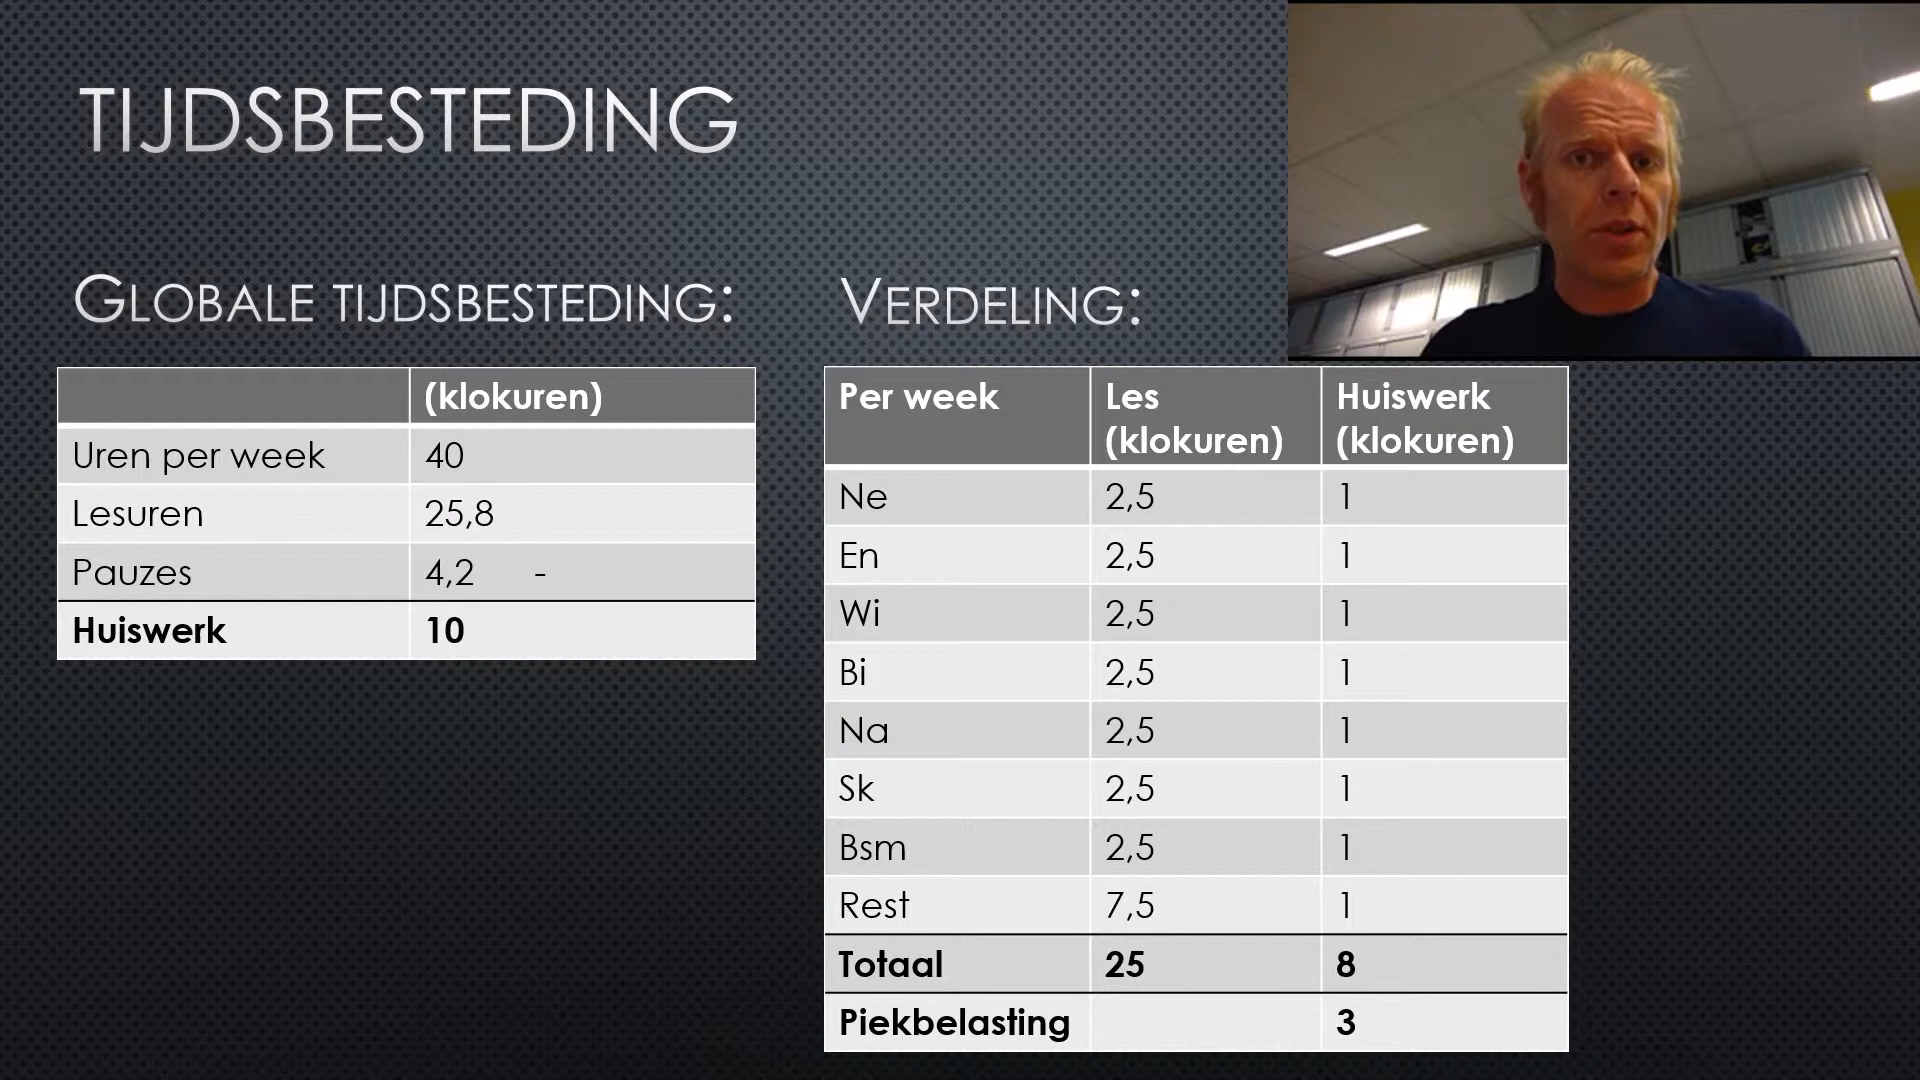 TIJDSBESTEDING
GLOBALE TIJDSBESTEDING:
(klokuren)
Uren per week 40
Lesuren 25,8
Pauzes 4,2 -
Huiswerk 10
VERDELING:
Per week Les (klokuren) Huiswerk (klokuren)
Ne 2,5 1
En 2,5 1
Wi 2,5 1
Bi 2,5 1
Na 2,5 1
Sk 2,5 1
Bsm 2,5 1
Rest 7,5 1
Totaal 25 8
Piekbelasting 3